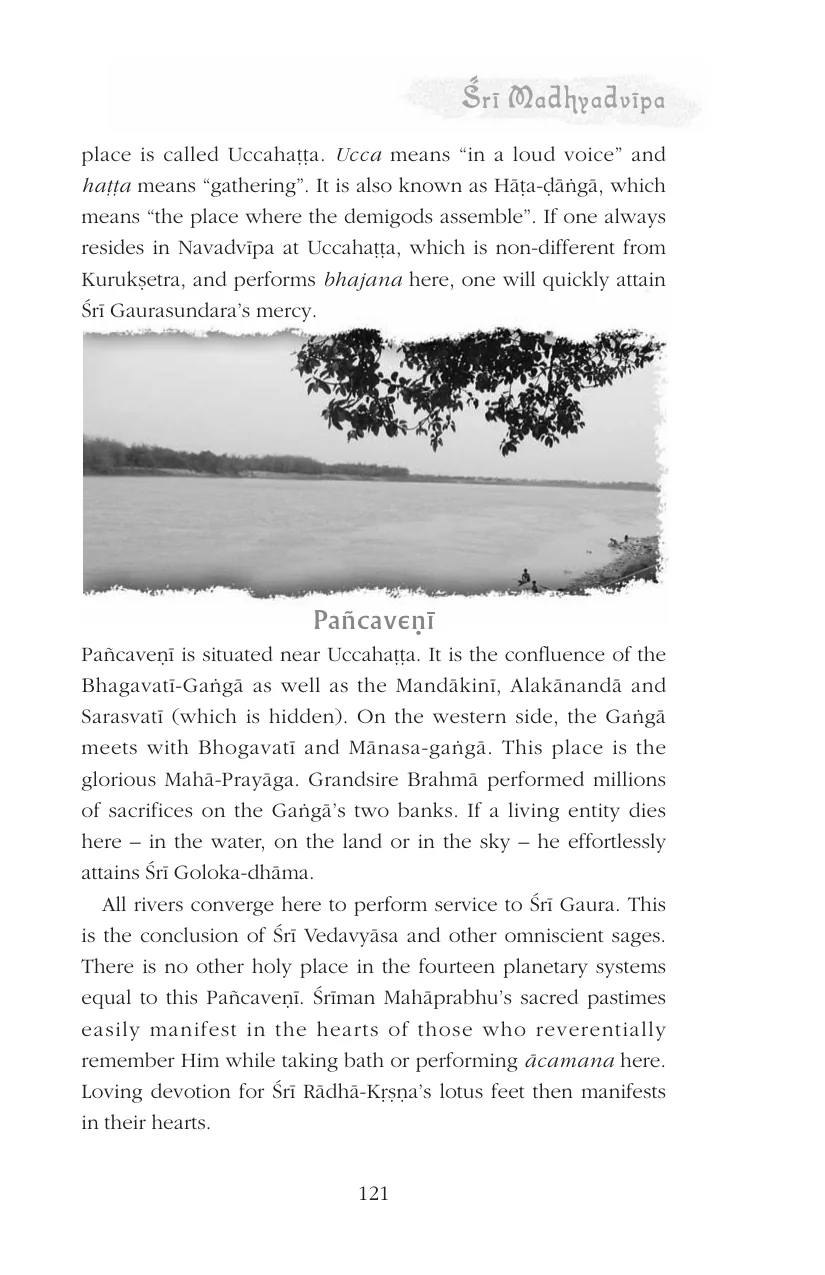 Śrī Madhyadvīpa
place is called Uccahaṭṭa. Ucca means “in a loud voice” and
haṭṭa means “gathering”. It is also known as Hāṭa-ḍāṅgā, which
means “the place where the demigods assemble”. If one always
resides in Navadvīpa at Uccahaṭṭa, which is non-different from
Kurukṣetra, and performs bhajana here, one will quickly attain
Śrī Gaurasundara’s mercy.
Pañcaveṇī
Pañcaveṇī is situated near Uccahaṭṭa. It is the confluence of the
Bhagavatī-Gaṅgā as well as the Mandākinī, Alakānandā and
Sarasvatī (which is hidden). On the western side, the Gaṅgā
meets with Bhogavatī and Mānasa-gaṅgā. This place is the
glorious Mahā-Prayāga. Grandsire Brahmā performed millions
of sacrifices on the Gaṅgā’s two banks. If a living entity dies
here – in the water, on the land or in the sky – he effortlessly
attains Śrī Goloka-dhāma.
All rivers converge here to perform service to Śrī Gaura. This
is the conclusion of Śrī Vedavyāsa and other omniscient sages.
There is no other holy place in the fourteen planetary systems
equal to this Pañcaveṇī. Śrīman Mahāprabhu’s sacred pastimes
easily manifest in the hearts of those who reverentially
remember Him while taking bath or performing ācamana here.
Loving devotion for Śrī Rādhā-Kṛṣṇa’s lotus feet then manifests
in their hearts.
121